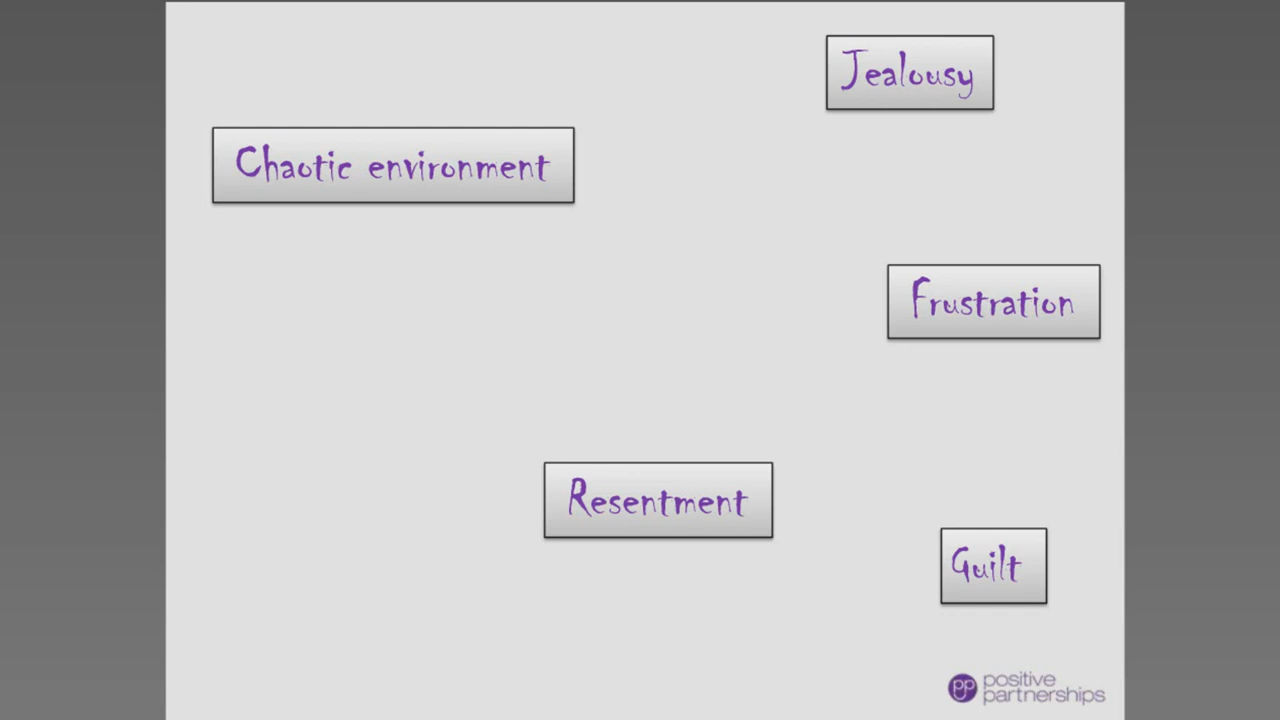 Jealousy
Chaotic environment
Frustration
Resentment
Guilt
positive
partnerships